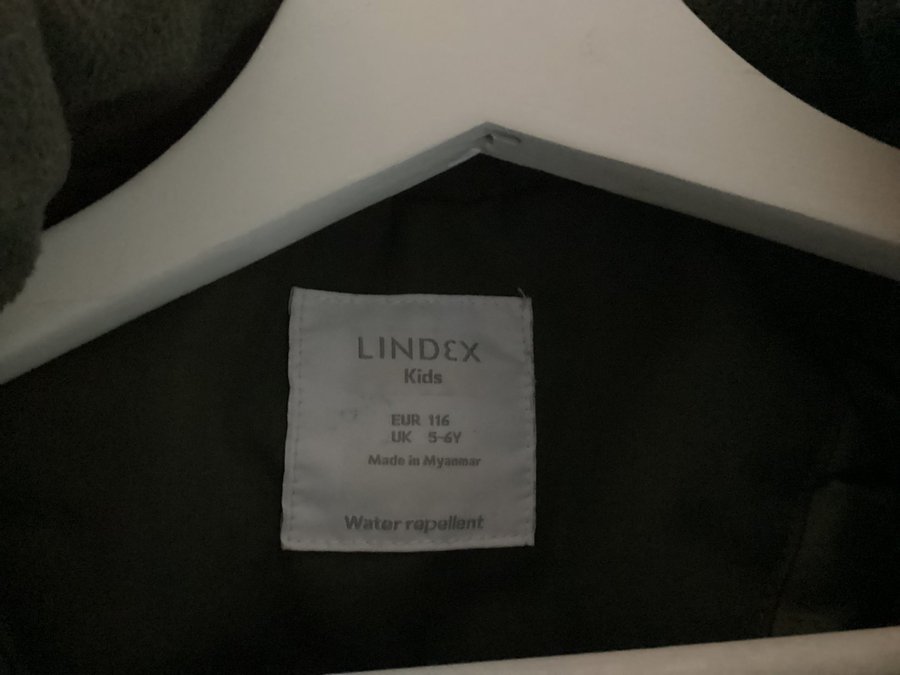 LINDEX
Kids
EUR 116
UK 5-6Y
Made in Myanmar
Water repellent